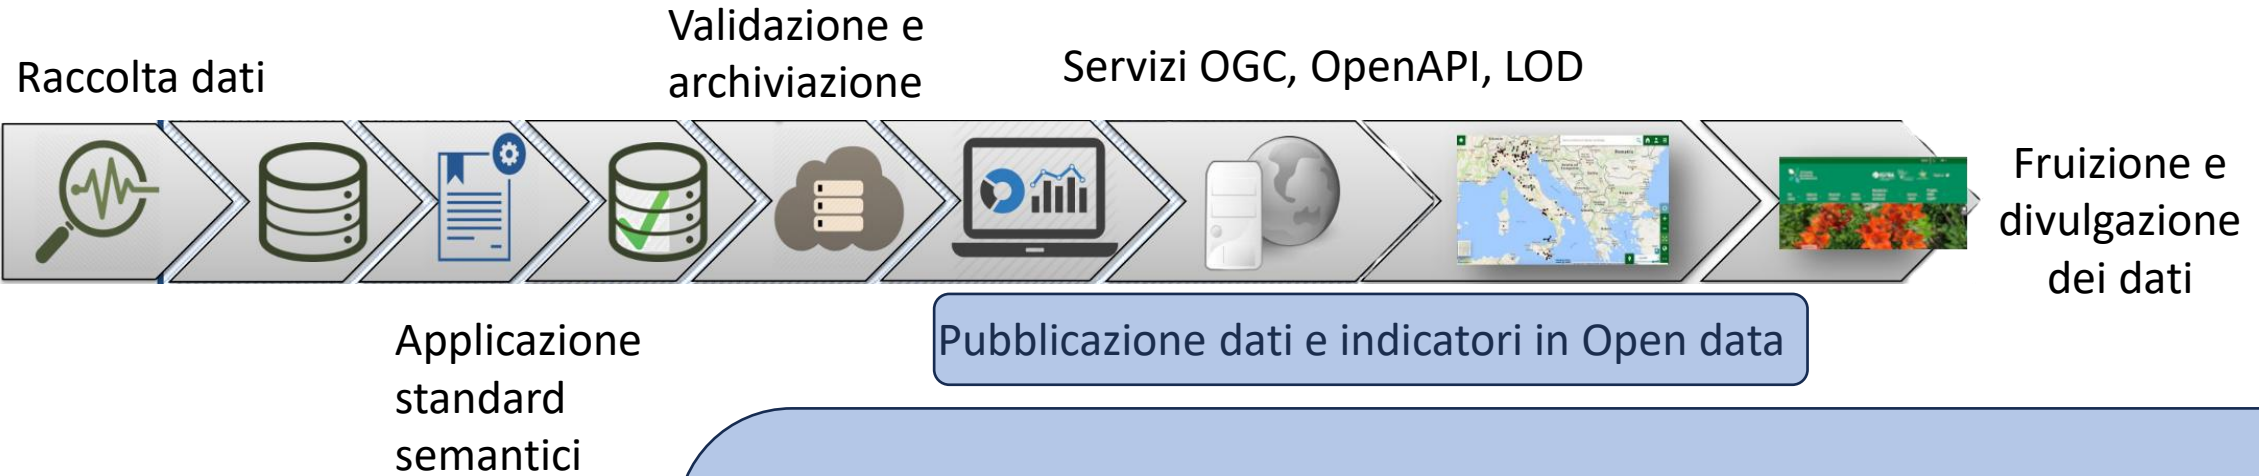 Raccolta dati
Validazione e
archiviazione
Servizi OGC, OpenAPI, LOD
Fruizione e
divulgazione
dei dati
Pubblicazione dati e indicatori in Open data
Applicazione
standard
semantici